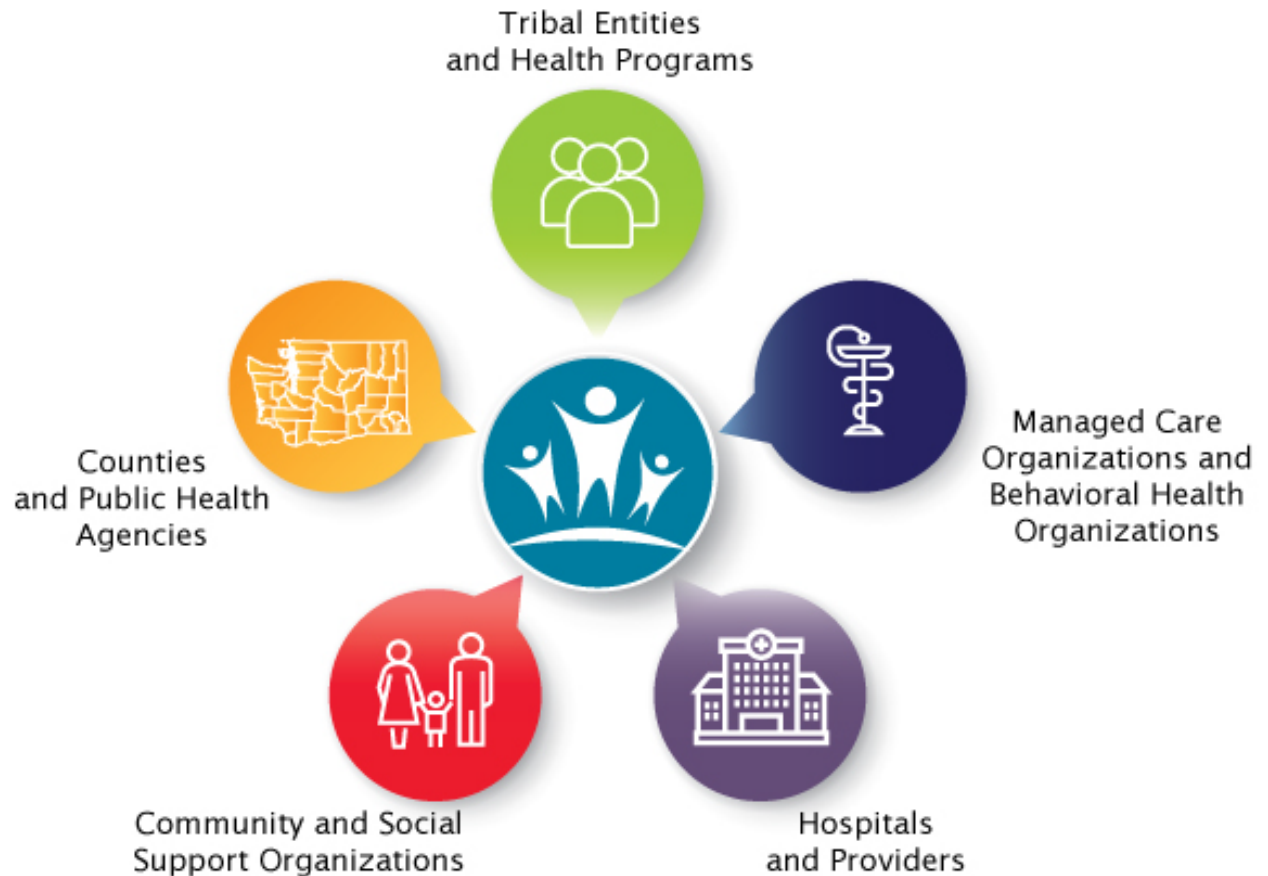 Tribal Entities
and Health Programs
Managed Care
Organizations and
Behavioral Health
Organizations
Hospitals
and Providers
Community and Social
Support Organizations
Counties
and Public Health
Agencies